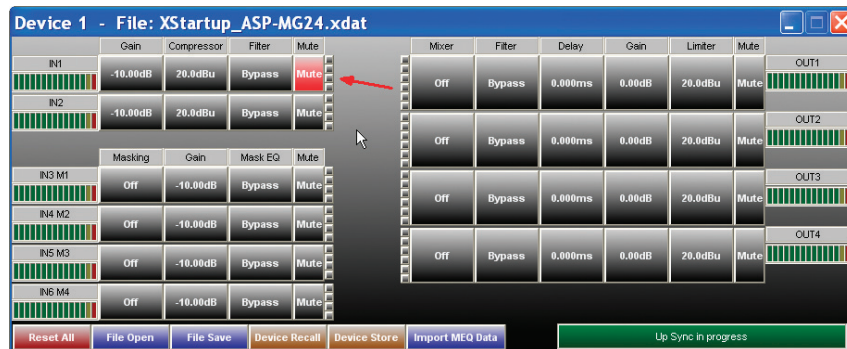 Device 1 - File: XStartup_ASP-MG24.xdat
Gain Compressor Filter Mute
IN1
-10.00dB 20.0dBu Bypass Mute
IN2
-10.00dB 20.0dBu Bypass Mute
Masking Gain Mask EQ Mute
IN3 M1
Off -10.00dB Bypass Mute
IN4 M2
Off -10.00dB Bypass Mute
IN5 M3
Off -10.00dB Bypass Mute
IN6 M4
Off -10.00dB Bypass Mute
Mixer Filter Delay Gain Limiter Mute
OUT1
Off Bypass 0.000ms 0.00dB 20.0dBu Mute
OUT2
Off Bypass 0.000ms 0.00dB 20.0dBu Mute
OUT3
Off Bypass 0.000ms 0.00dB 20.0dBu Mute
OUT4
Off Bypass 0.000ms 0.00dB 20.0dBu Mute
Reset All File Open File Save Device Recall Device Store Import MEQ Data Up Sync in progress